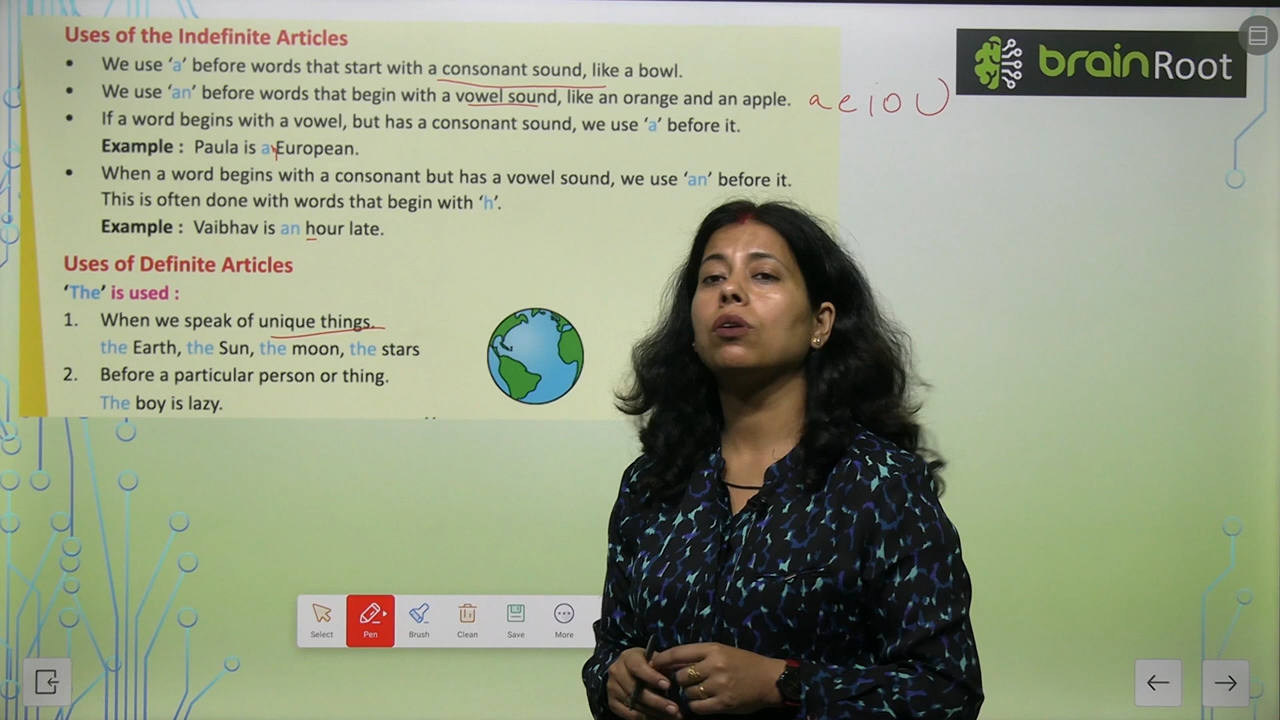 Uses of the Indefinite Articles
• We use ‘a’ before words that start with a consonant sound, like a bowl.
• We use ‘an’ before words that begin with a vowel sound, like an orange and an apple.
a e i o U
• If a word begins with a vowel, but has a consonant sound, we use ‘a’ before it.
Example : Paula is a European.
• When a word begins with a consonant but has a vowel sound, we use ‘an’ before it.
This is often done with words that begin with ‘h’.
Example : Vaibhav is an hour late.
Uses of Definite Articles
‘The’ is used :
1. When we speak of unique things.
the Earth, the Sun, the moon, the stars
2. Before a particular person or thing.
The boy is lazy.
brainRoot
Select Pen Brush Clean Save More